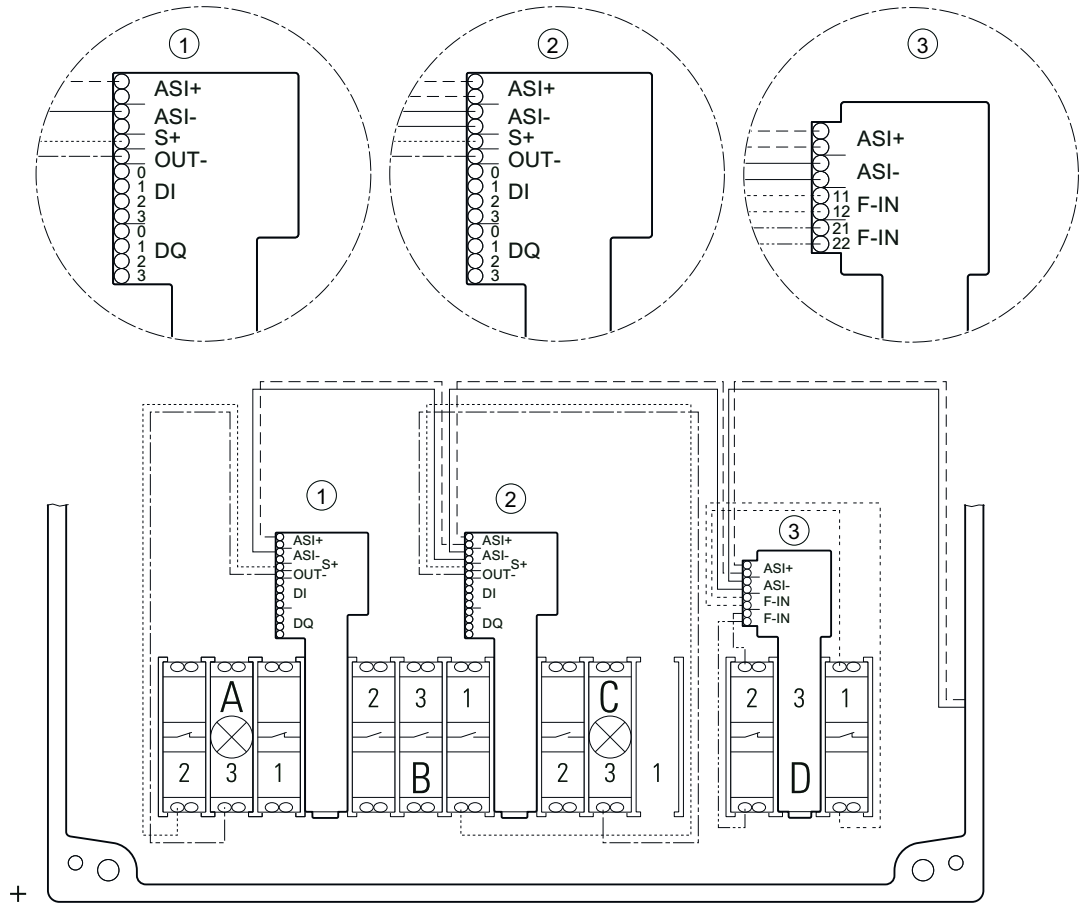 1
ASI+
ASI-
S+
OUT-
0
1
2
3
DI
0
1
2
3
DQ
2
ASI+
ASI-
S+
OUT-
0
1
2
3
DI
0
1
2
3
DQ
3
ASI+
ASI-
11
12
F-IN
21
22
F-IN
1
ASI+
ASI-
S+
OUT-
DI
DQ
2
ASI+
ASI-
S+
OUT-
DI
DQ
3
ASI+
ASI-
F-IN
F-IN
A
2 3 1
2 3 1
B
C
2 3 1
2 3 1
D
+